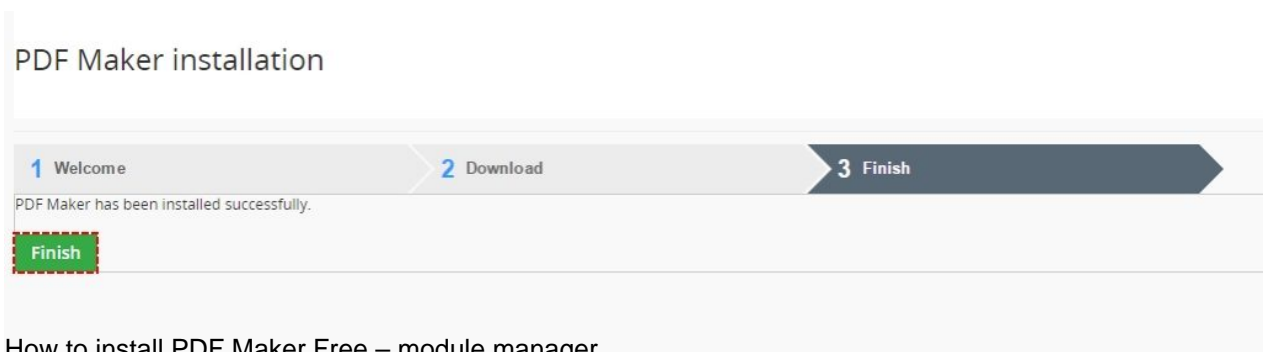 PDF Maker installation
1 Welcome 2 Download 3 Finish
PDF Maker has been installed successfully.
Finish
How to install PDF Maker Free – module manager